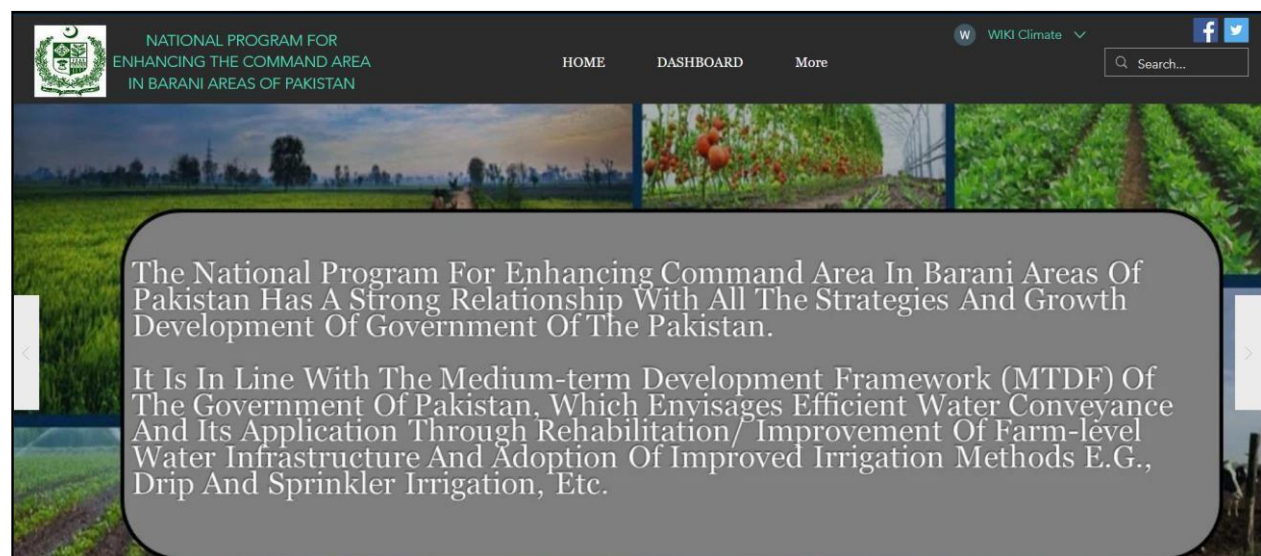 NATIONAL PROGRAM FOR
ENHANCING THE COMMAND AREA
IN BARANI AREAS OF PAKISTAN
HOME
DASHBOARD
More
W
WIKI Climate
Search...
The National Program For Enhancing Command Area In Barani Areas Of
Pakistan Has A Strong Relationship With All The Strategies And Growth
Development Of Government Of The Pakistan.
It Is In Line With The Medium-term Development Framework (MTDF) Of
The Government Of Pakistan, Which Envisages Efficient Water Conveyance
And Its Application Through Rehabilitation/ Improvement Of Farm-level
Water Infrastructure And Adoption Of Improved Irrigation Methods E.G.,
Drip And Sprinkler Irrigation, Etc.